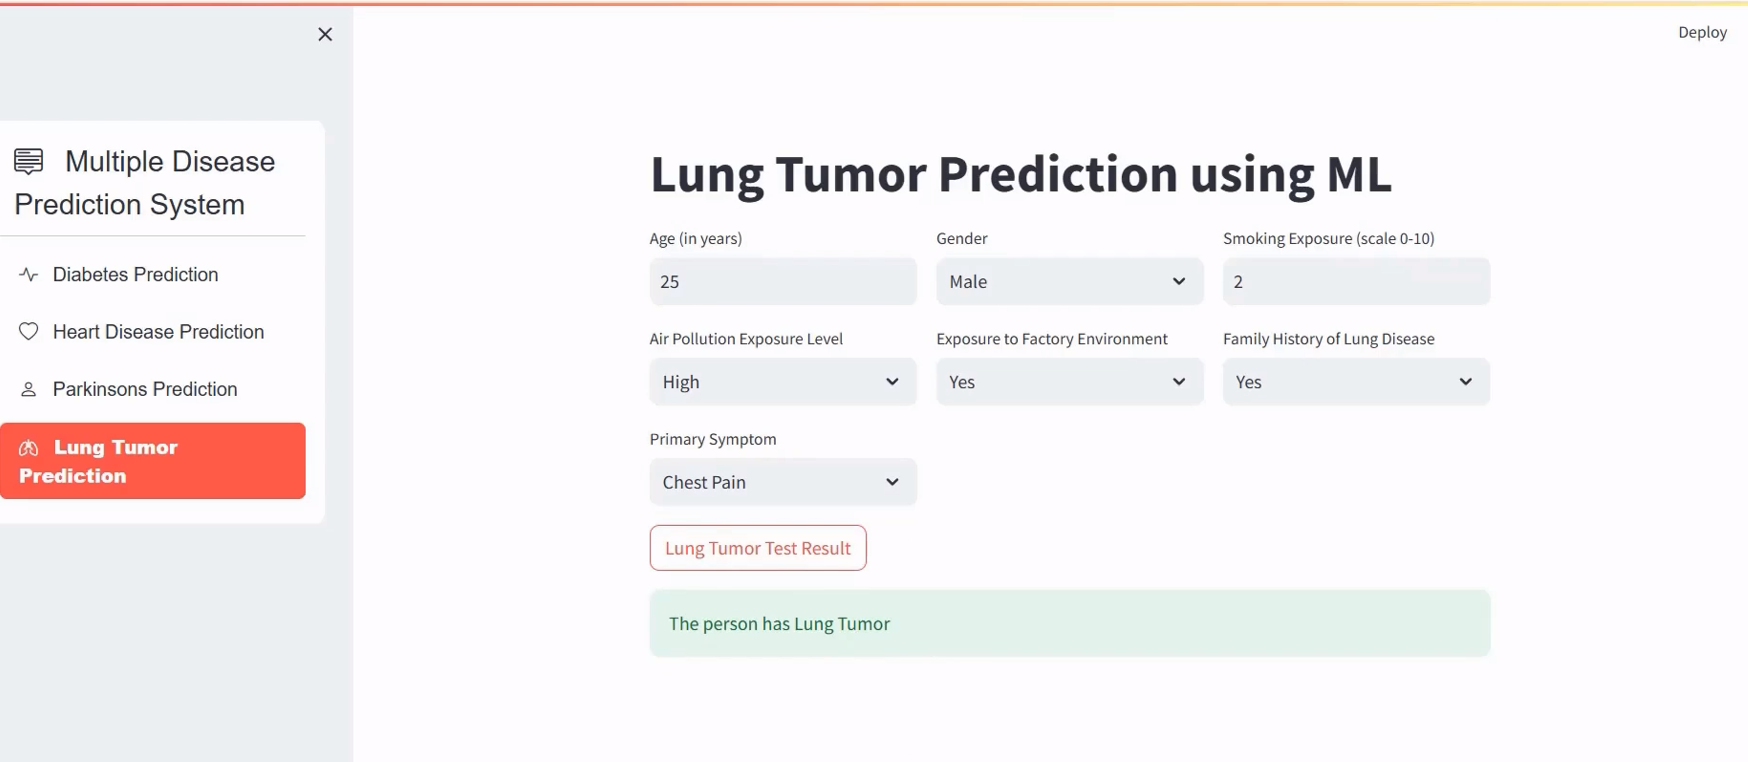 Deploy
Multiple Disease
Prediction System
Diabetes Prediction
Heart Disease Prediction
Parkinsons Prediction
Lung Tumor
Prediction
Lung Tumor Prediction using ML
Age (in years)
25
Gender
Male
Smoking Exposure (scale 0-10)
2
Air Pollution Exposure Level
High
Exposure to Factory Environment
Yes
Family History of Lung Disease
Yes
Primary Symptom
Chest Pain
Lung Tumor Test Result
The person has Lung Tumor